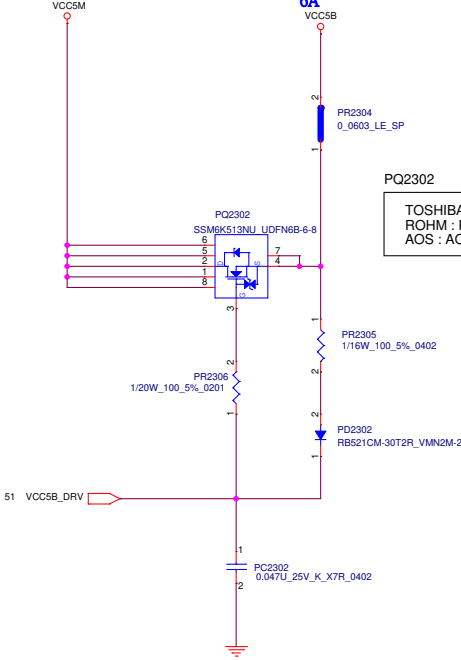 VCC5M
6A
VCC5B
2
PR2304
0_0603_LE_SP
1
PQ2302
TOSHIBA
ROHM :
AOS :
PQ2302
SSM6K513NU_UDFN6B-6-8
6
5
2
1
8
D
S
G
7
4
3
1
PR2305
1/16W_100_5%_0402
2
2
PR2306
1/20W_100_5%_0201
1
2
PD2302
RB521CM-30T2R_VMN2M-2
1
51 VCC5B_DRV
1
PC2302
0.047U_25V_K_X7R_0402
2